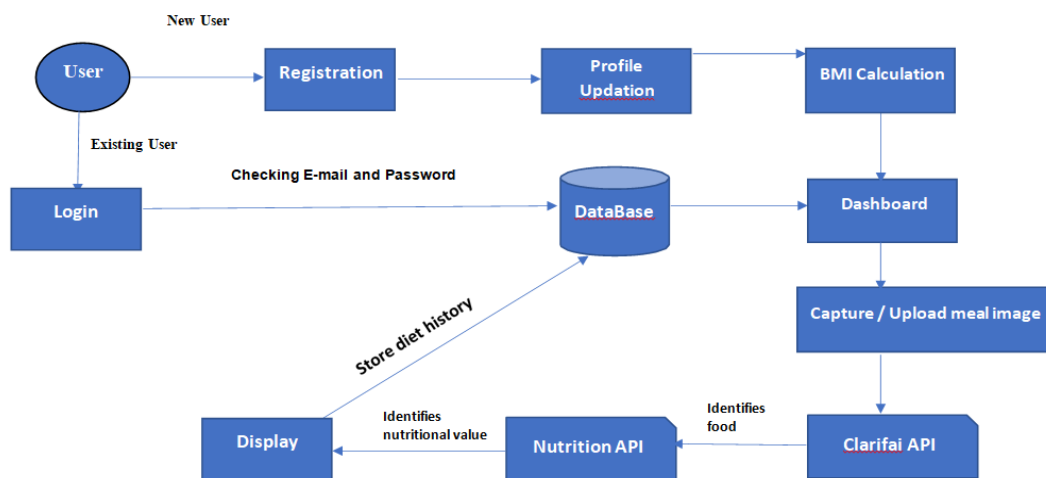 New User
User
Registration
Profile
Updation
BMI Calculation
Existing User
Checking E-mail and Password
Login
DataBase
Dashboard
Capture / Upload meal image
Store diet history
Identifies
nutritional value
Identifies
food
Display
Nutrition API
Clarifai API